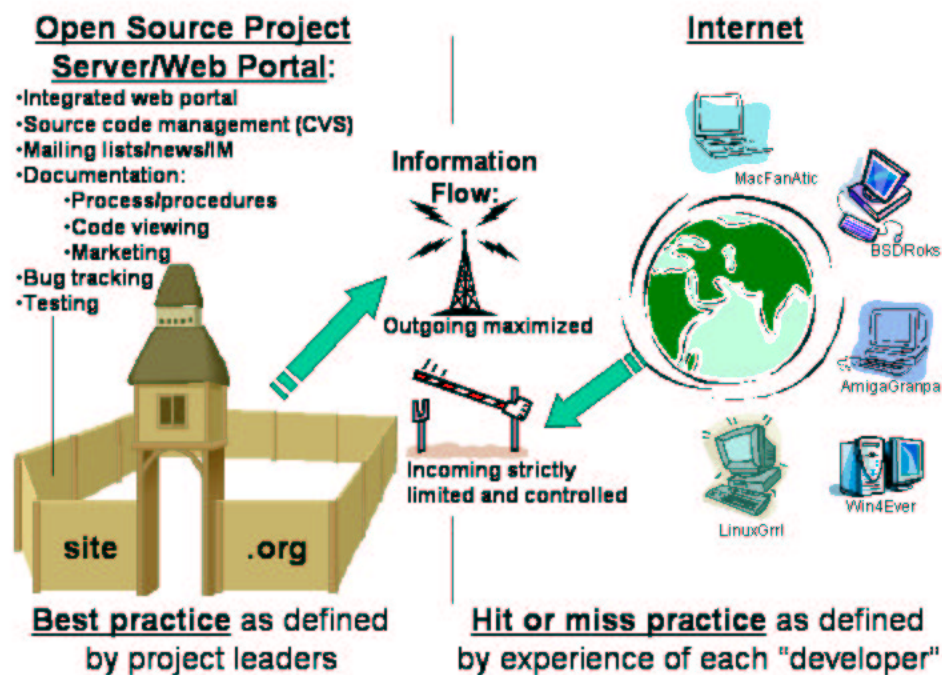 Open Source Project
Server/Web Portal:
•Integrated web portal
•Source code management (CVS)
•Mailing lists/news/IM
•Documentation:
•Process/procedures
•Code viewing
•Marketing
•Bug tracking
•Testing
site
.org
Best practice as defined
by project leaders
Information
Flow:
Outgoing maximized
Incoming strictly
limited and controlled
Internet
MacFanAtic
BSDRoks
AmigaGranpa
Win4Ever
LinuxGrrl
Hit or miss practice as defined
by experience of each "developer"